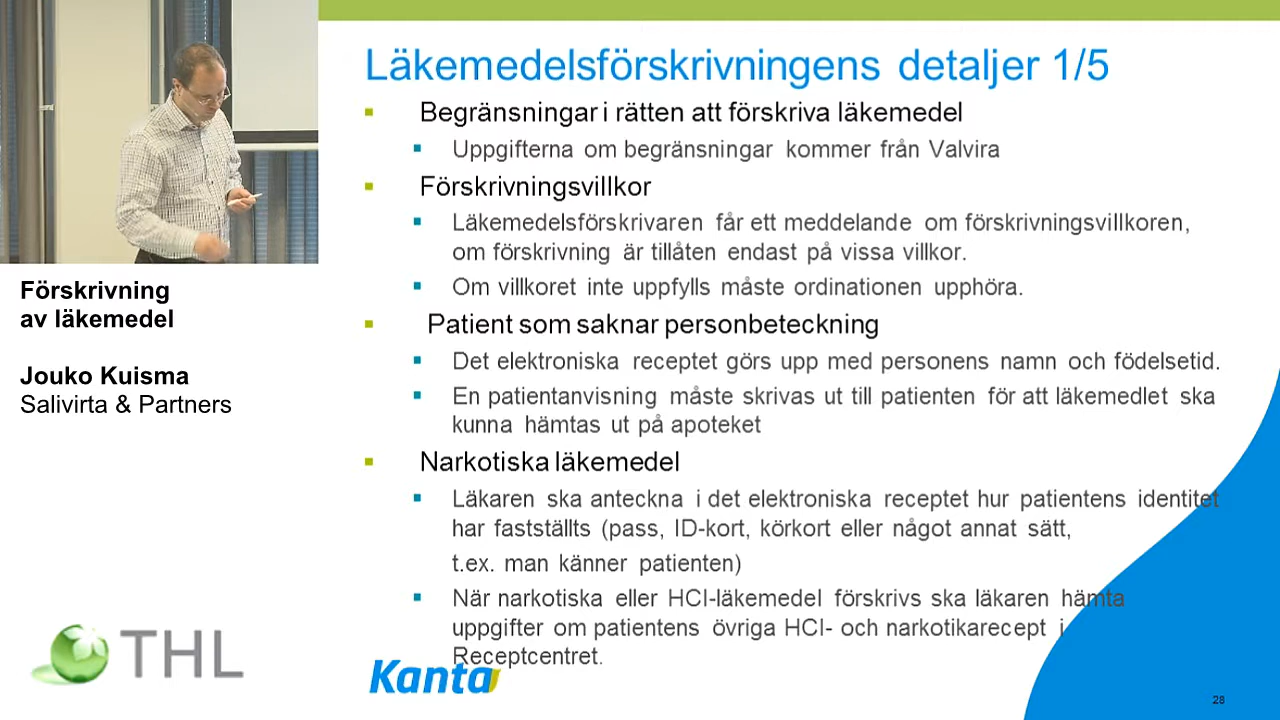 Läkemedelsförskrivningens detaljer 1/5
Begränsningar i rätten att förskriva läkemedel
Uppgifterna om begränsningar kommer från Valvira
Förskrivningsvillkor
Läkemedelsförskrivaren får ett meddelande om förskrivningsvillkoren,
om förskrivning är tillåten endast på vissa villkor.
Om villkoret inte uppfylls måste ordinationen upphöra.
Patient som saknar personbeteckning
Det elektroniska receptet görs upp med personens namn och födelsetid.
En patientanvisning måste skrivas ut till patienten för att läkemedlet ska
kunna hämtas ut på apoteket
Narkotiska läkemedel
Läkaren ska anteckna i det elektroniska receptet hur patientens identitet
har fastställts (pass, ID-kort, körkort eller något annat sätt,
t.ex. man känner patienten)
När narkotiska eller HCI-läkemedel förskrivs ska läkaren hämta
uppgifter om patientens övriga HCI- och narkotikarecept i
Receptcentret.
Förskrivning
av läkemedel
Jouko Kuisma
Salivirta & Partners
THL
Kanta
28